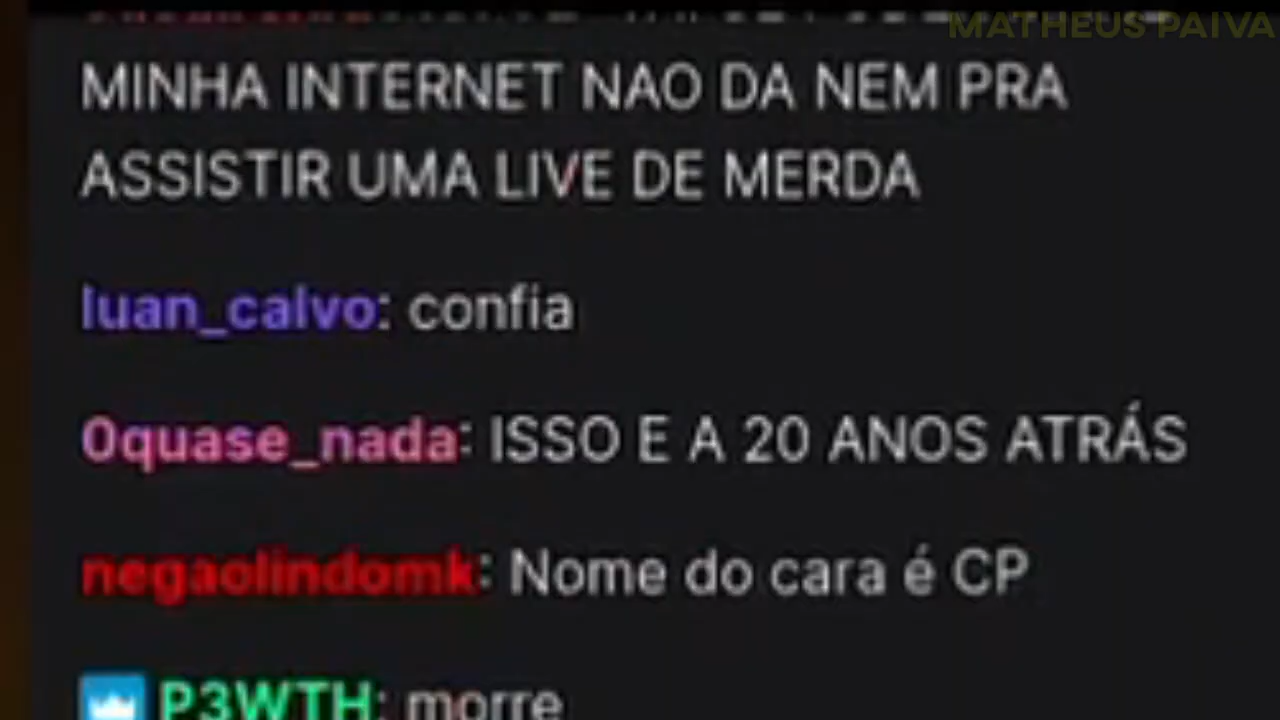 MATHEUS PAIVA
MINHA INTERNET NAO DA NEM PRA
ASSISTIR UMA LIVE DE MERDA
luan_calvo: confia
0quase_nada: ISSO E A 20 ANOS ATRÁS
negaolindomk: Nome do cara é CP
P3WTH: morre